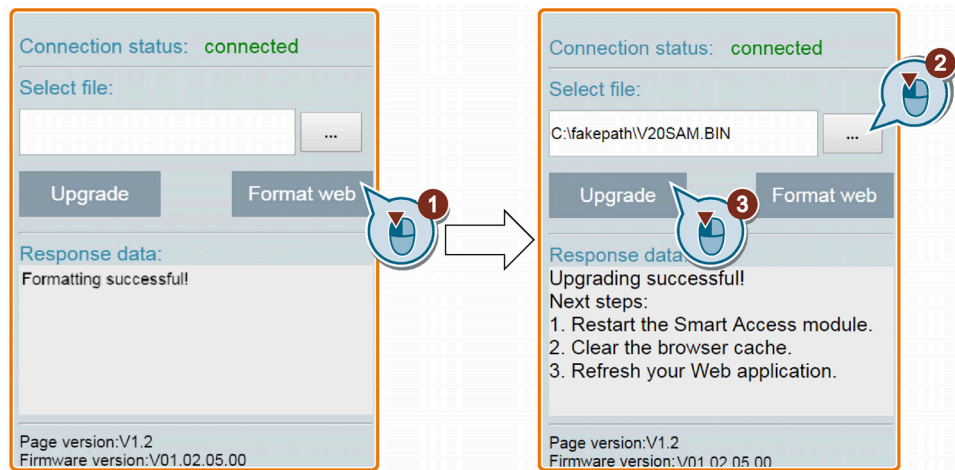 Connection status: connected
Select file:
...
Upgrade Format web
1
Response data:
Formatting successful!
Page version:V1.2
Firmware version:V01.02.05.00
Connection status: connected
2
Select file:
C:\fakepath\V20SAM.BIN ...
Upgrade Format web
3
Response data:
Upgrading successful!
Next steps:
1. Restart the Smart Access module.
2. Clear the browser cache.
3. Refresh your Web application.
Page version:V1.2
Firmware version:V01.02.05.00